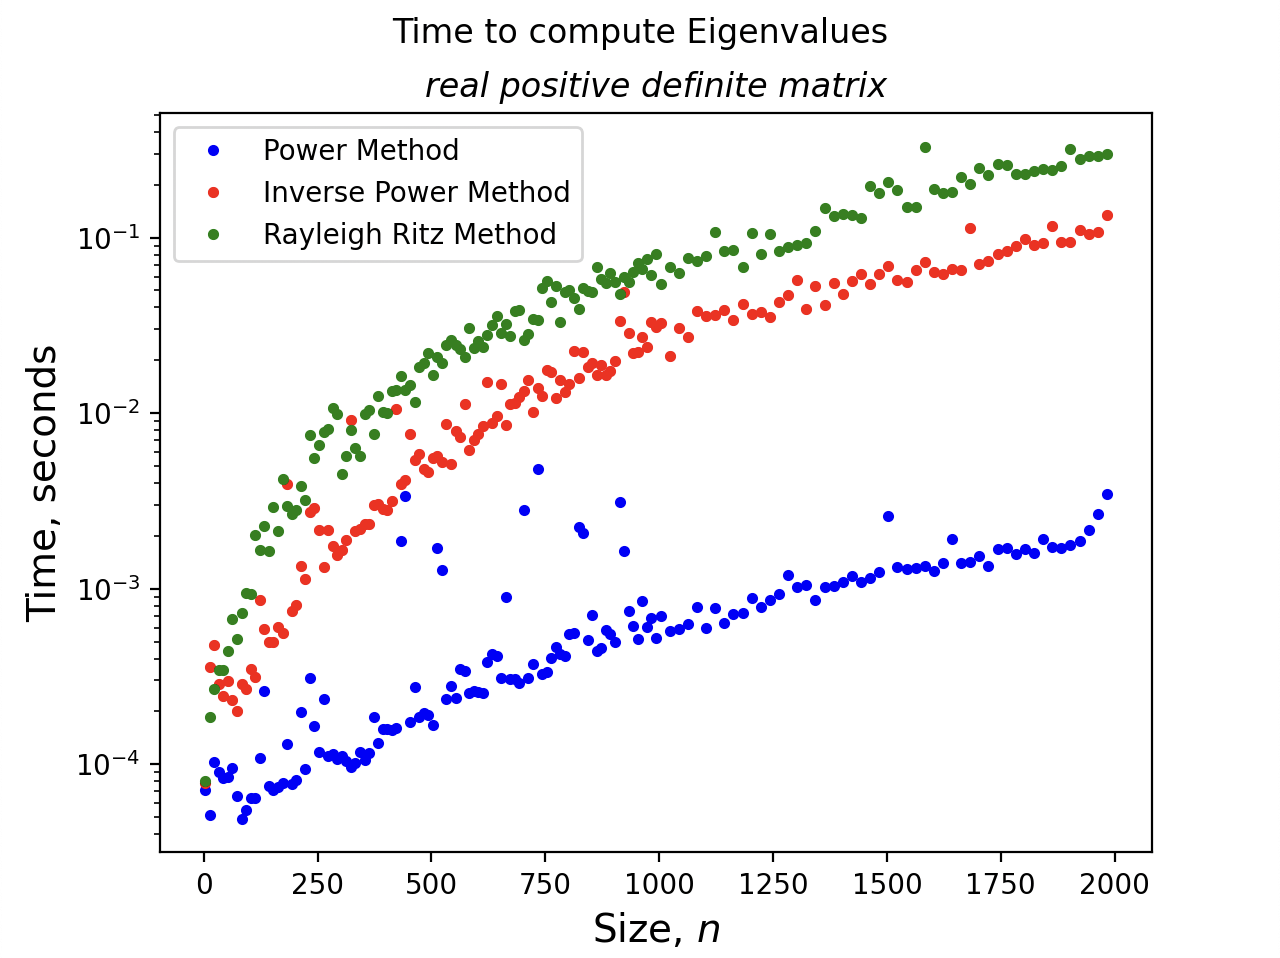 Time to compute Eigenvalues
real positive definite matrix
Power Method
Inverse Power Method
Rayleigh Ritz Method
Time, seconds
10⁻¹
10⁻²
10⁻³
10⁻⁴
0 250 500 750 1000 1250 1500 1750 2000
Size, n